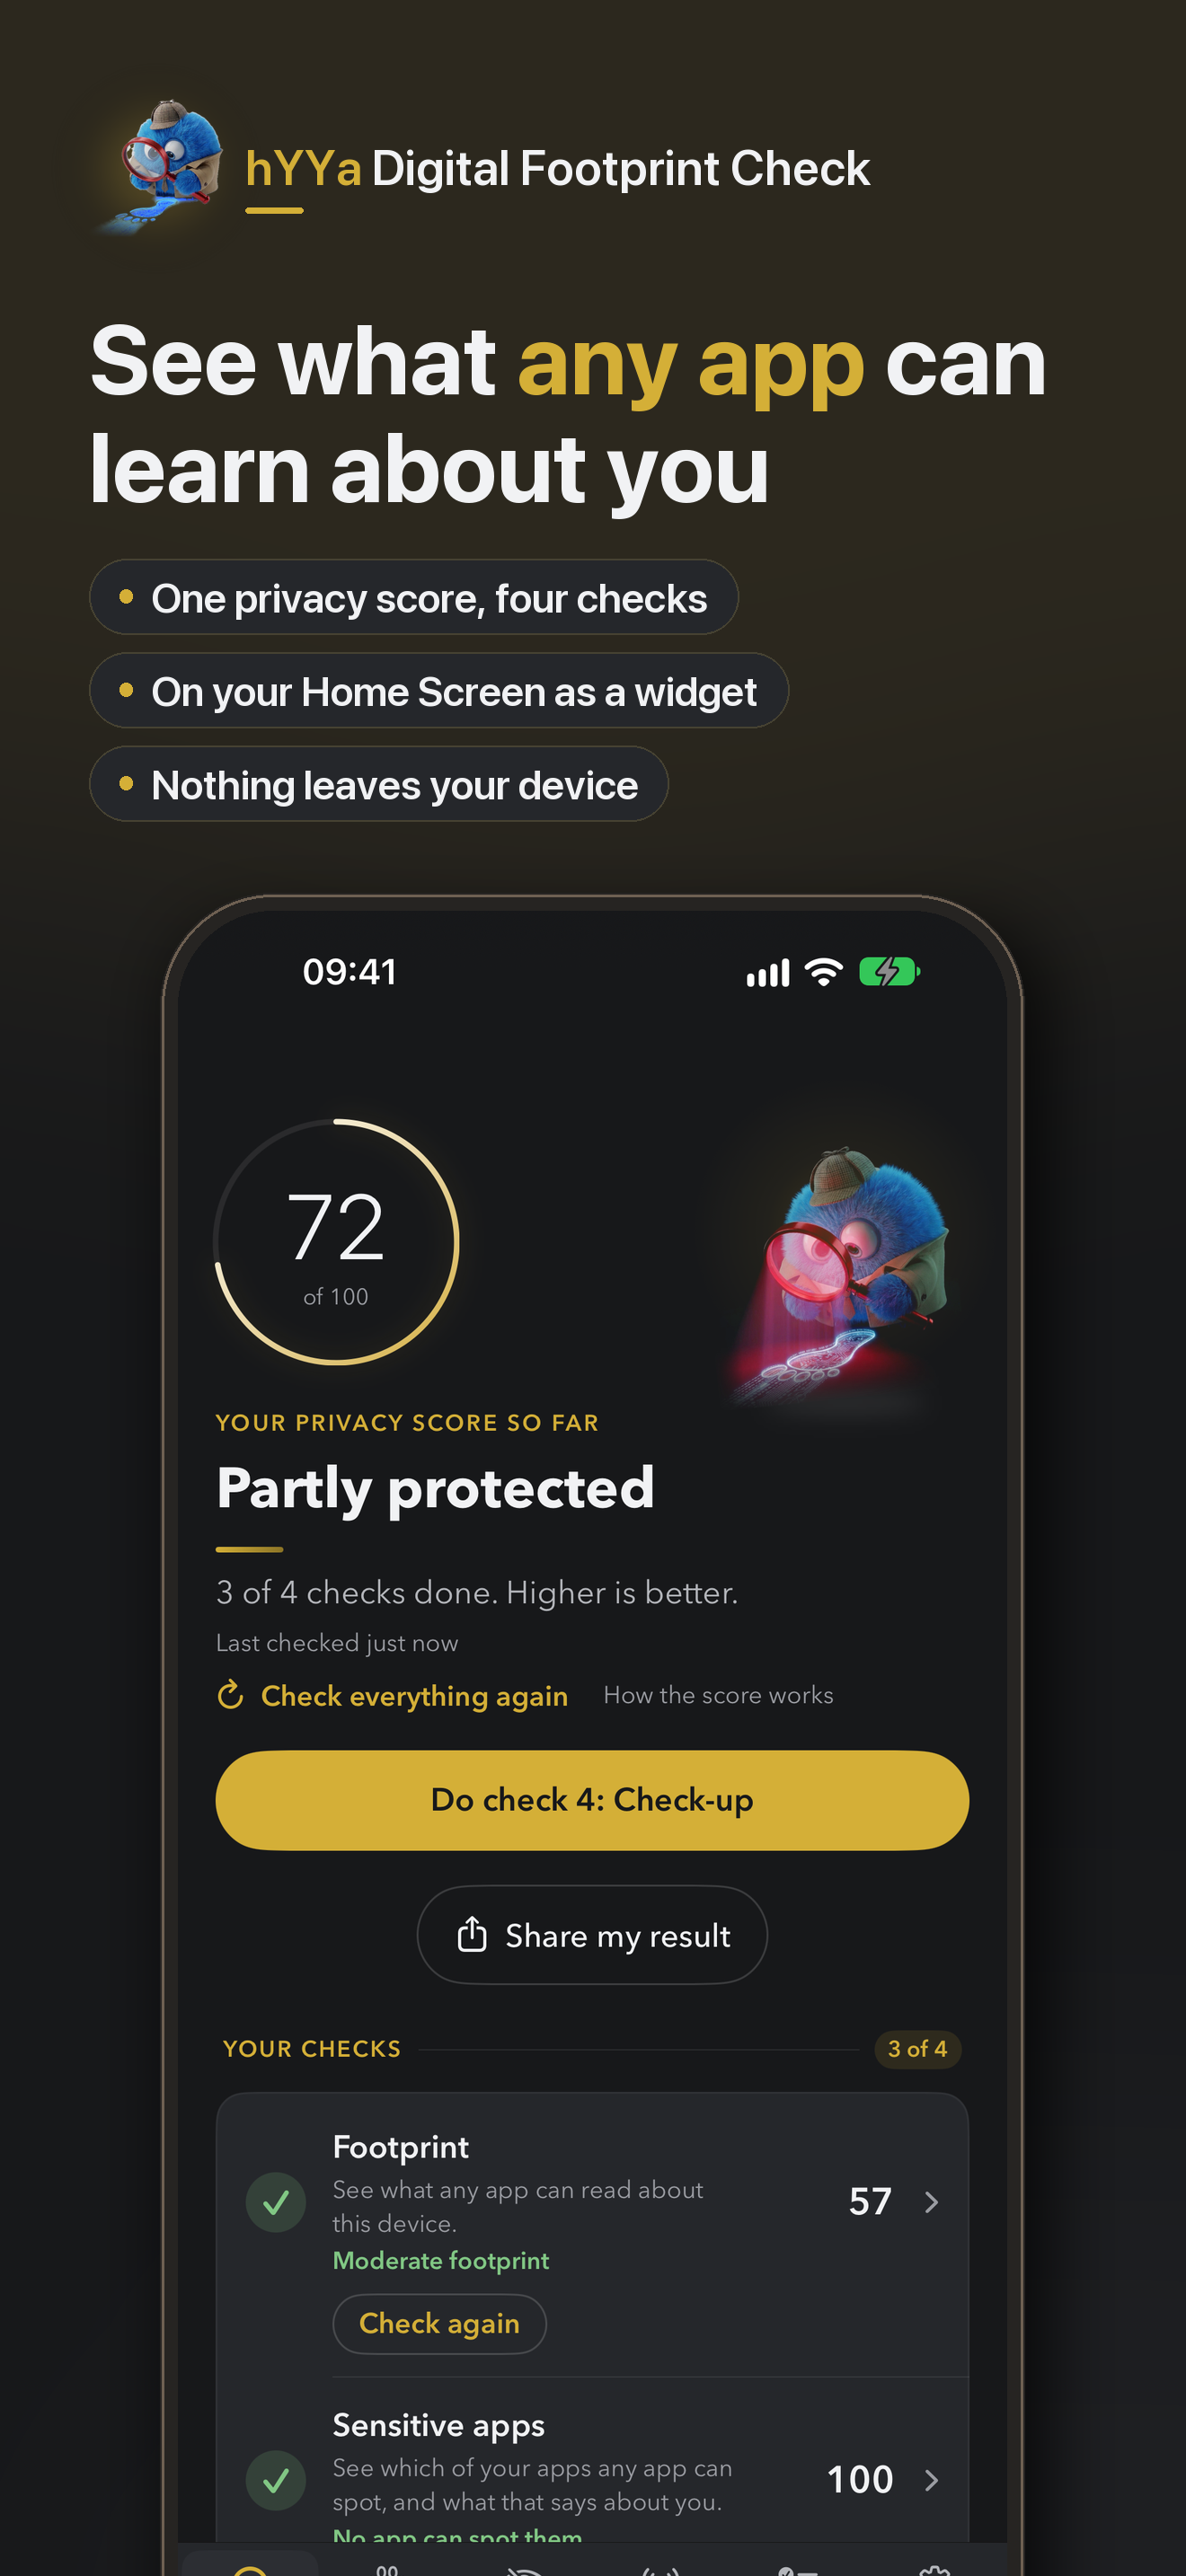 hYYa Digital Footprint Check
See what any app can
learn about you
One privacy score, four checks
On your Home Screen as a widget
Nothing leaves your device
09:41
72
of 100
YOUR PRIVACY SCORE SO FAR
Partly protected
3 of 4 checks done. Higher is better.
Last checked just now
Check everything again How the score works
Do check 4: Check-up
Share my result
YOUR CHECKS 3 of 4
Footprint
See what any app can read about
this device.
57
Moderate footprint
Check again
Sensitive apps
See which of your apps any app can
spot, and what that says about you.
100
No app can spot them